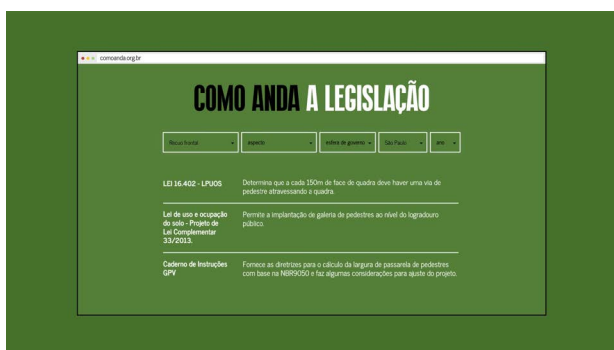 comoanda.org.br
COMO ANDA A LEGISLAÇÃO
Recuo frontal
espacio
esfera de governo
São Paulo
ano
LEI 16.402 - LPUOS
Determina que a cada 150m de face de quadra deve haver uma via de
pedestre atravessando a quadra.
Lei de uso e ocupação
do solo - Projeto de
Lei Complementar
33/2013.
Permite a implantação de galeria de pedestres ao nível do logradouro
público.
Caderno de Instruções
GPV
Fornece as diretrizes para o cálculo da largura de passarela de pedestres
com base na NBR9050 e faz algumas considerações para ajuste do projeto.